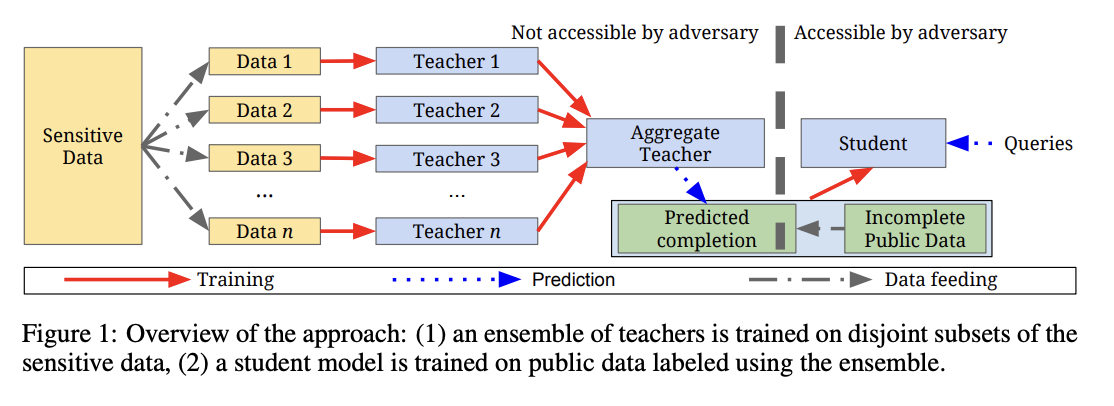 Not accessible by adversary
Accessible by adversary
Sensitive
Data
Data 1
Teacher 1
Data 2
Teacher 2
Data 3
Teacher 3
...
...
Data n
Teacher n
Aggregate
Teacher
Student
Queries
Predicted
completion
Incomplete
Public Data
Training
Prediction
Data feeding
Figure 1: Overview of the approach: (1) an ensemble of teachers is trained on disjoint subsets of the
sensitive data, (2) a student model is trained on public data labeled using the ensemble.